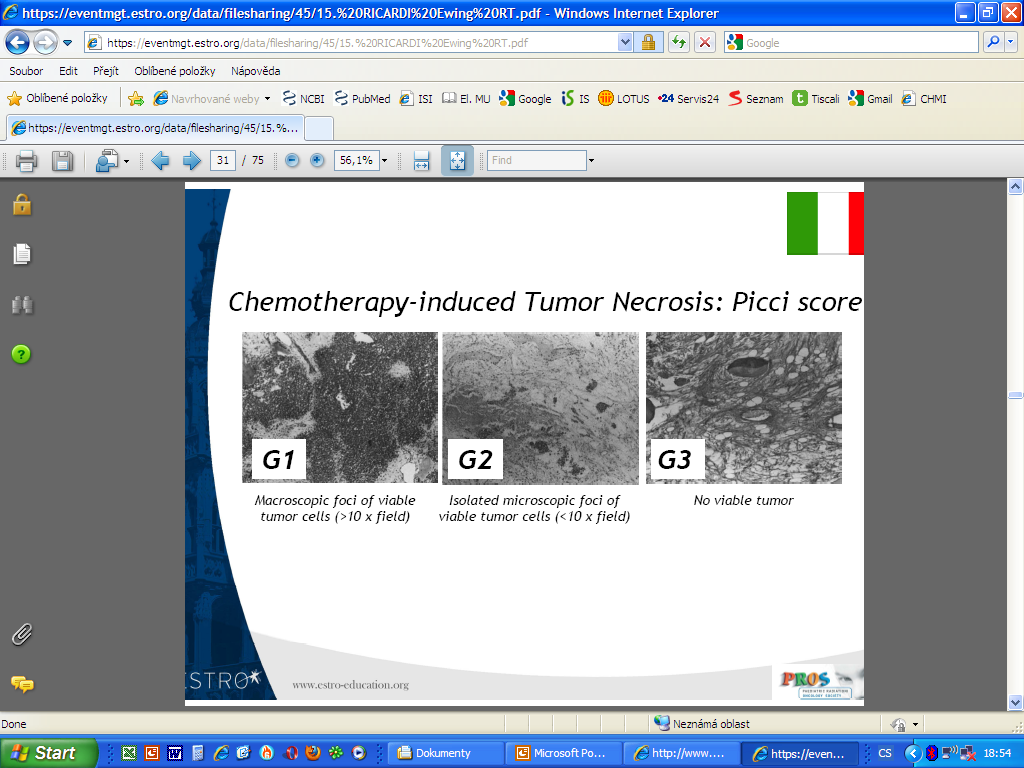 https://eventmgt.estro.org/data/filesharing/45/15.%20RICARDI%20Ewing%20RT.pdf - Windows Internet Explorer
https://eventmgt.estro.org/data/filesharing/45/15.%20RICARDI%20Ewing%20RT.pdf
Google
Soubor Edit Přejít Oblíbené položky Nápověda
Oblíbené položky Navrhované weby NCBI PubMed ISI El. MU Google IS LOTUS Servis24 Seznam Tiscali Gmail CHMI
https://eventmgt.estro.org/data/filesharing/45/15.%...
31 / 75 56,1% Find
Chemotherapy-induced Tumor Necrosis: Picci score
G1 G2 G3
Macroscopic foci of viable
tumor cells (>10 x field)
Isolated microscopic foci of
viable tumor cells (<10 x field)
No viable tumor
ESTRO
www.estro-education.org
PROS
PAEDIATRIC RADIATION
ONCOLOGY SOCIETY
Done Neznámá oblast
Start Dokumenty Microsoft Po... http://www.... https://even... CS 18:54